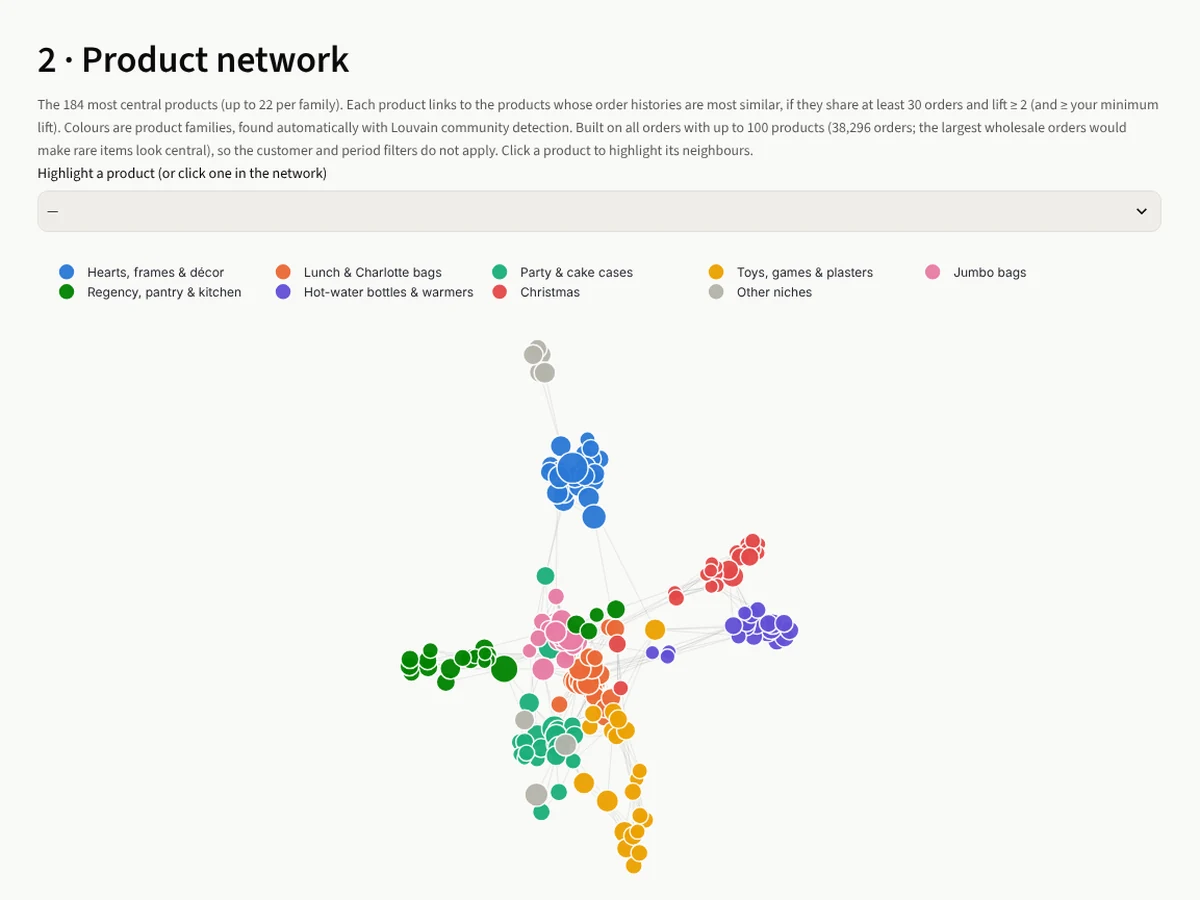 2 · Product network
The 184 most central products (up to 22 per family). Each product links to the products whose order histories are most similar, if they share at least 30 orders and lift ≥ 2 (and ≥ your minimum
lift). Colours are product families, found automatically with Louvain community detection. Built on all orders with up to 100 products (38,296 orders; the largest wholesale orders would
make rare items look central), so the customer and period filters do not apply. Click a product to highlight its neighbours.
Highlight a product (or click one in the network)
—
Hearts, frames & décor
Lunch & Charlotte bags
Party & cake cases
Toys, games & plasters
Jumbo bags
Regency, pantry & kitchen
Hot-water bottles & warmers
Christmas
Other niches